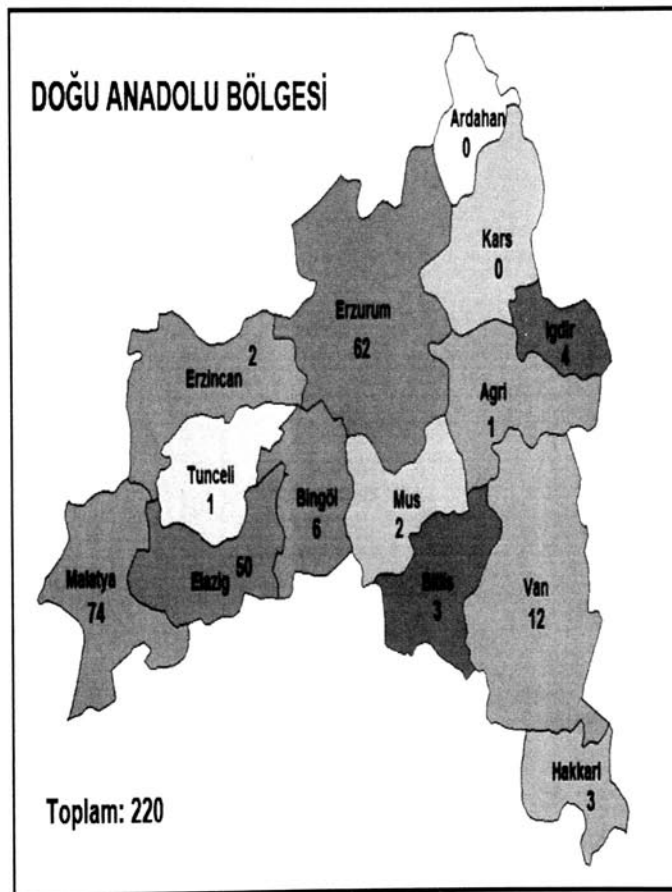 DOĞU ANADOLU BÖLGESİ
Ardahan
0
Kars
0
Erzurum
62
Igdir
4
2
Erzincan
Agri
1
Tunceli
1
Bingöl
6
Mus
2
50
Elazig
Malatya
74
Bitlis
3
Van
12
Hakkari
3
Toplam: 220